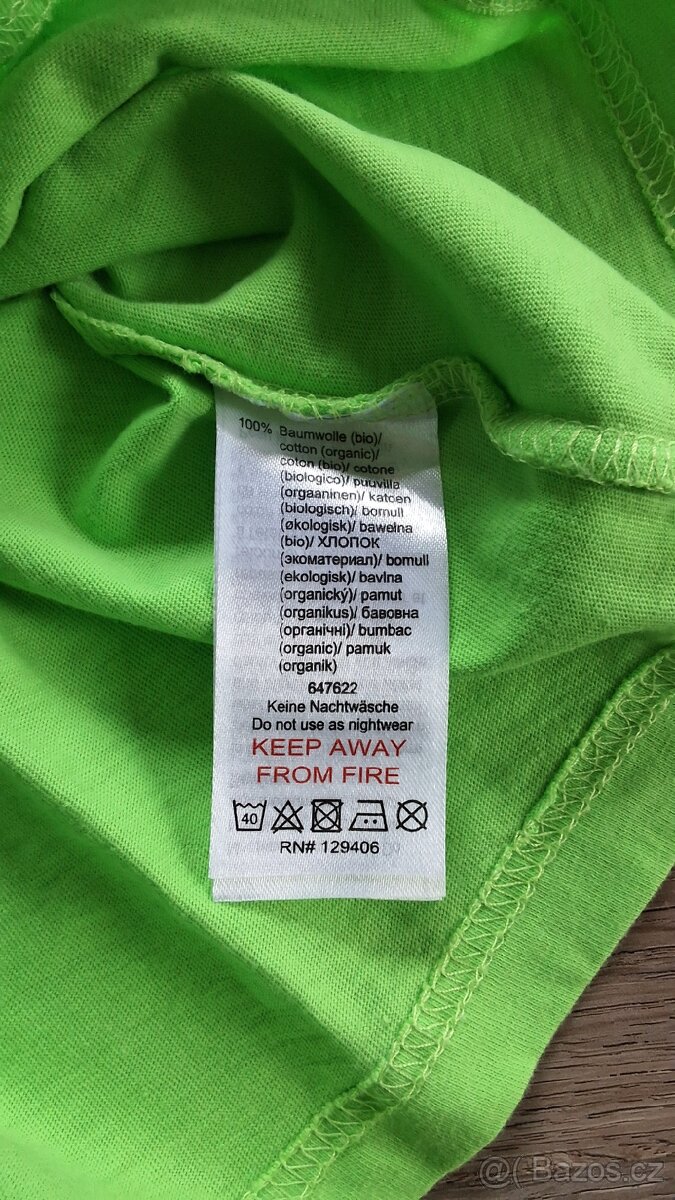 100% Baumwolle (bio)/
cotton (organic)/
coton (bio)/ cotone
(biologico)/ puuvilla
(orgaaninen)/ katoen
(biologisch)/ bomull
(økologisk)/ bawełna
(bio)/ ХЛОПОК
(экоматериал)/ bomull
(ekologisk)/ bavlna
(organický)/ pamut
(organikus)/ бавовна
(органічні)/ bumbac
(organic)/ pamuk
(organik)
647622
Keine Nachtwäsche
Do not use as nightwear
KEEP AWAY
FROM FIRE
40
RN# 129406
Bazos.cz